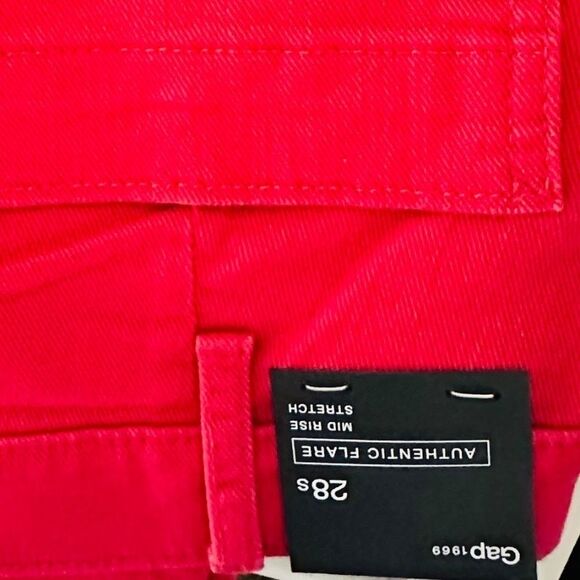 Gap1969
28s
AUTHENTIC FLARE
MID RISE
STRETCH